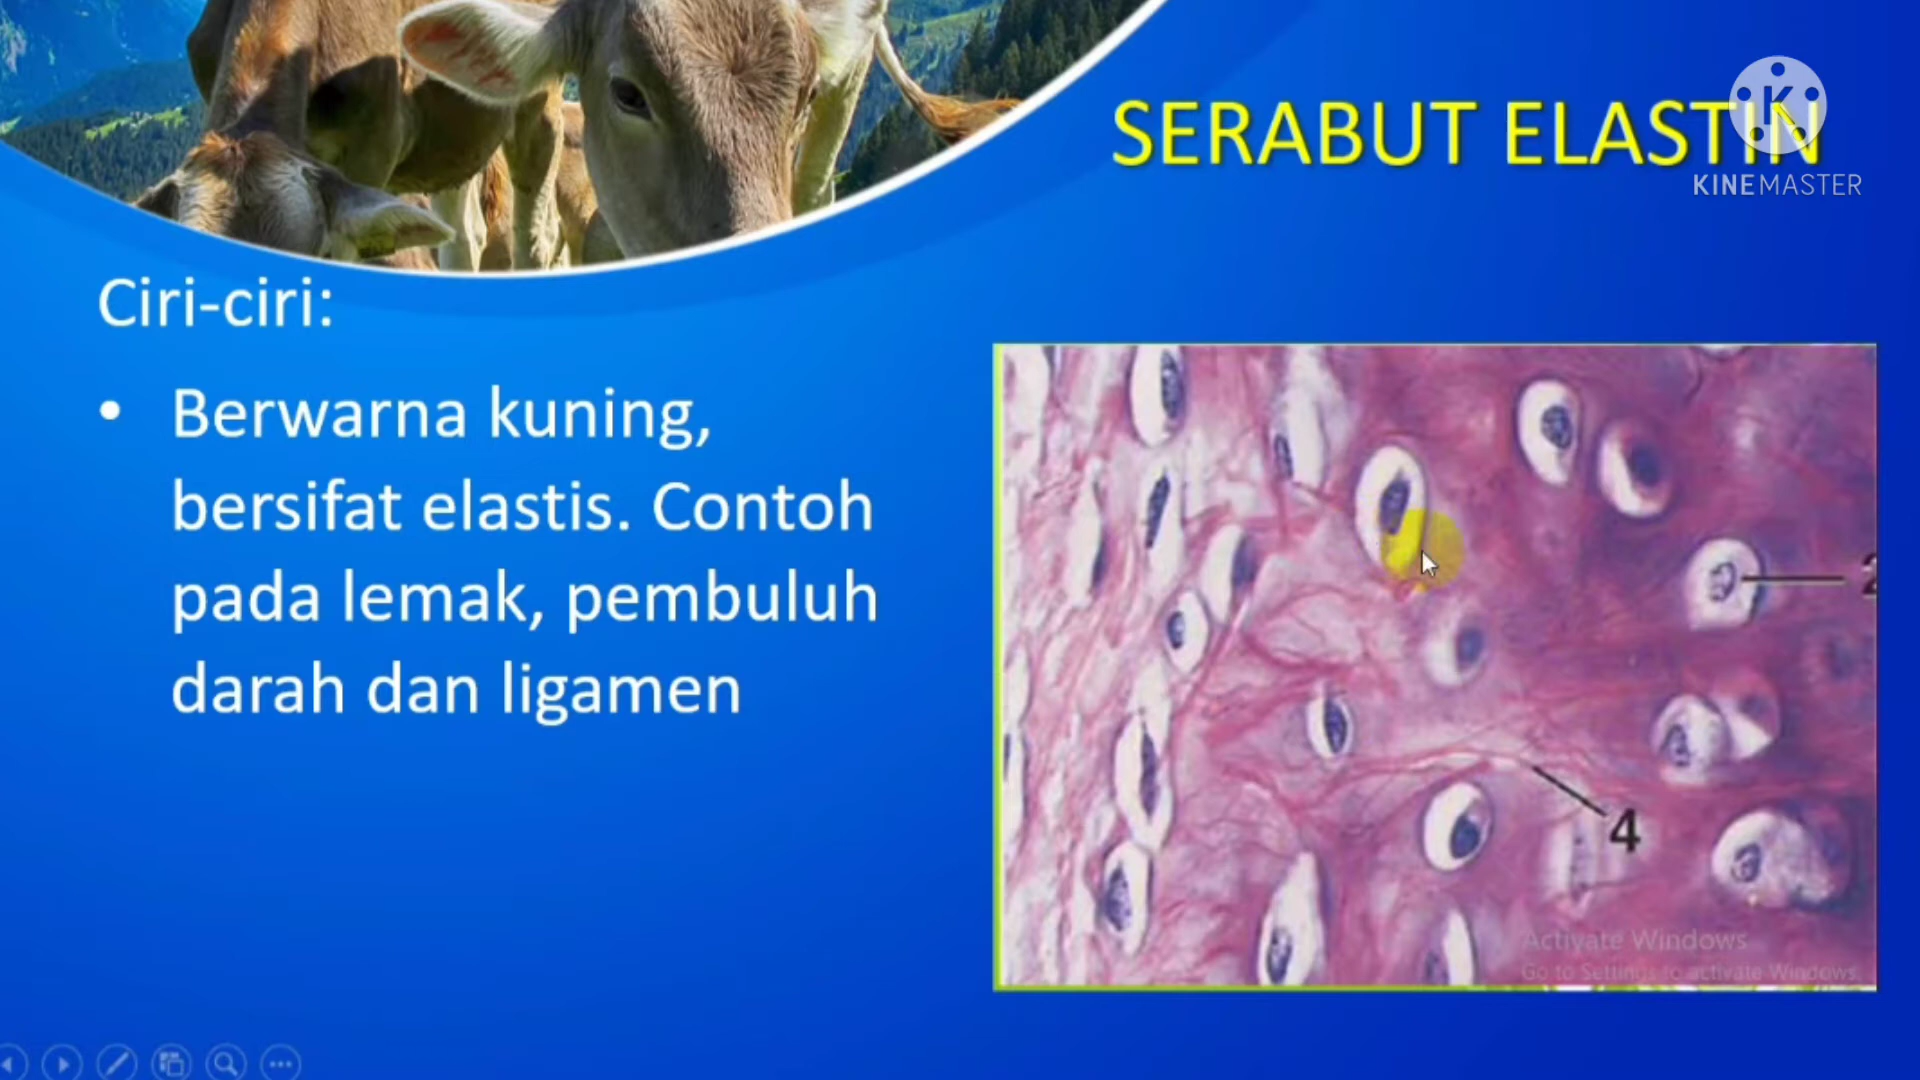 SERABUT ELASTIN
KINEMASTER
Ciri-ciri:
• Berwarna kuning,
bersifat elastis. Contoh
pada lemak, pembuluh
darah dan ligamen
2
4
Activate Windows
Go to Settings to activate Windows.